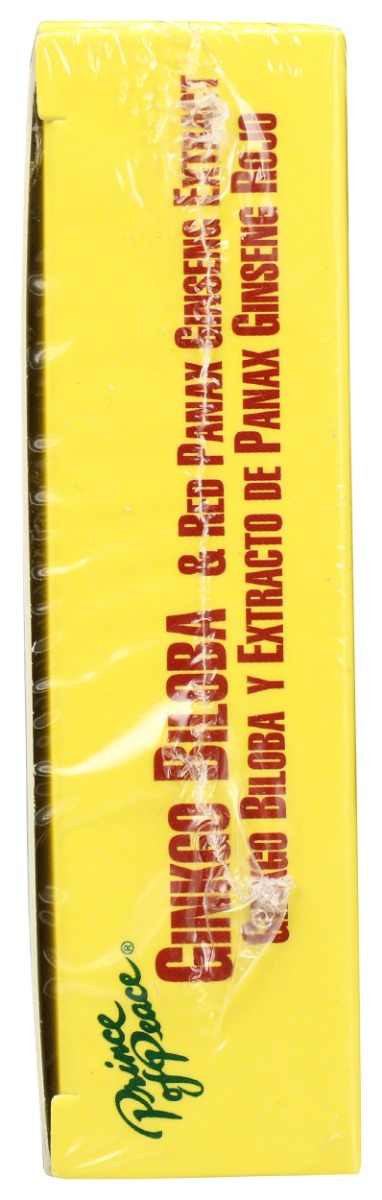 Prince
of Peace®
GINKGO BILOBA & RED PANAX GINSENG EXTRACT
GINKGO BILOBA Y EXTRACTO DE PANAX GINSENG ROJO